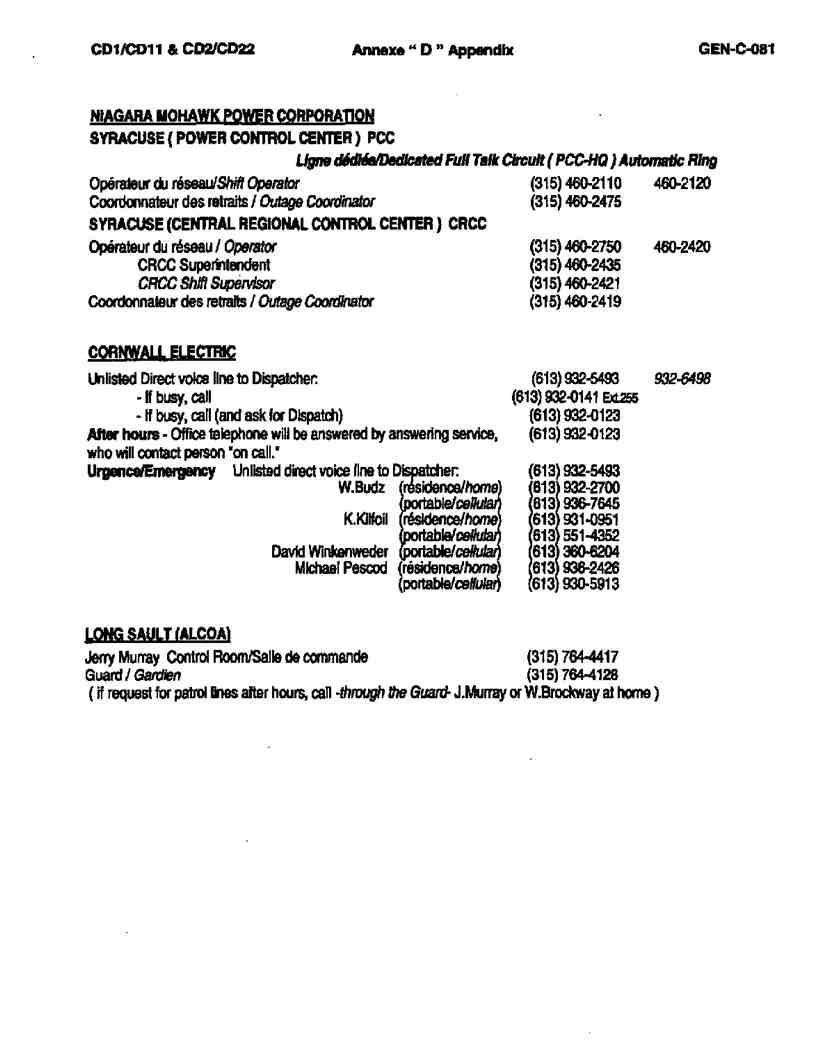 CD1/CD11 & CD2/CD22 Annexe " D " Appendix GEN-C-081
NIAGARA MOHAWK POWER CORPORATION
SYRACUSE ( POWER CONTROL CENTER ) PCC
Ligne dédiée/Dedicated Full Talk Circuit ( PCC-HQ ) Automatic Ring
Opérateur du réseau/Shift Operator (315) 460-2110 460-2120
Coordonnateur des retraits / Outage Coordinator (315) 460-2475
SYRACUSE (CENTRAL REGIONAL CONTROL CENTER ) CRCC
Opérateur du réseau / Operator (315) 460-2750 460-2420
CRCC Superintendent (315) 460-2435
CRCC Shift Supervisor (315) 460-2421
Coordonnateur des retraits / Outage Coordinator (315) 460-2419
CORNWALL ELECTRIC
Unlisted Direct voice line to Dispatcher: (613) 932-5493 932-6498
- If busy, call (613) 932-0141 Ext.255
- If busy, call (and ask for Dispatch) (613) 932-0123
After hours - Office telephone will be answered by answering service, (613) 932-0123
who will contact person "on call."
Urgence/Emergency Unlisted direct voice line to Dispatcher: (613) 932-5493
W.Budz (résidence/home) (613) 932-2700
(portable/cellular) (613) 936-7645
K.Kilfoil (résidence/home) (613) 931-0951
(portable/cellular) (613) 551-4352
David Winkenweder (portable/cellular) (613) 360-6204
Michael Pescod (résidence/home) (613) 936-2426
(portable/cellular) (613) 930-5913
LONG SAULT (ALCOA)
Jerry Murray Control Room/Salle de commande (315) 764-4417
Guard / Gardien (315) 764-4128
( if request for patrol lines after hours, call -through the Guard- J.Murray or W.Brockway at home )